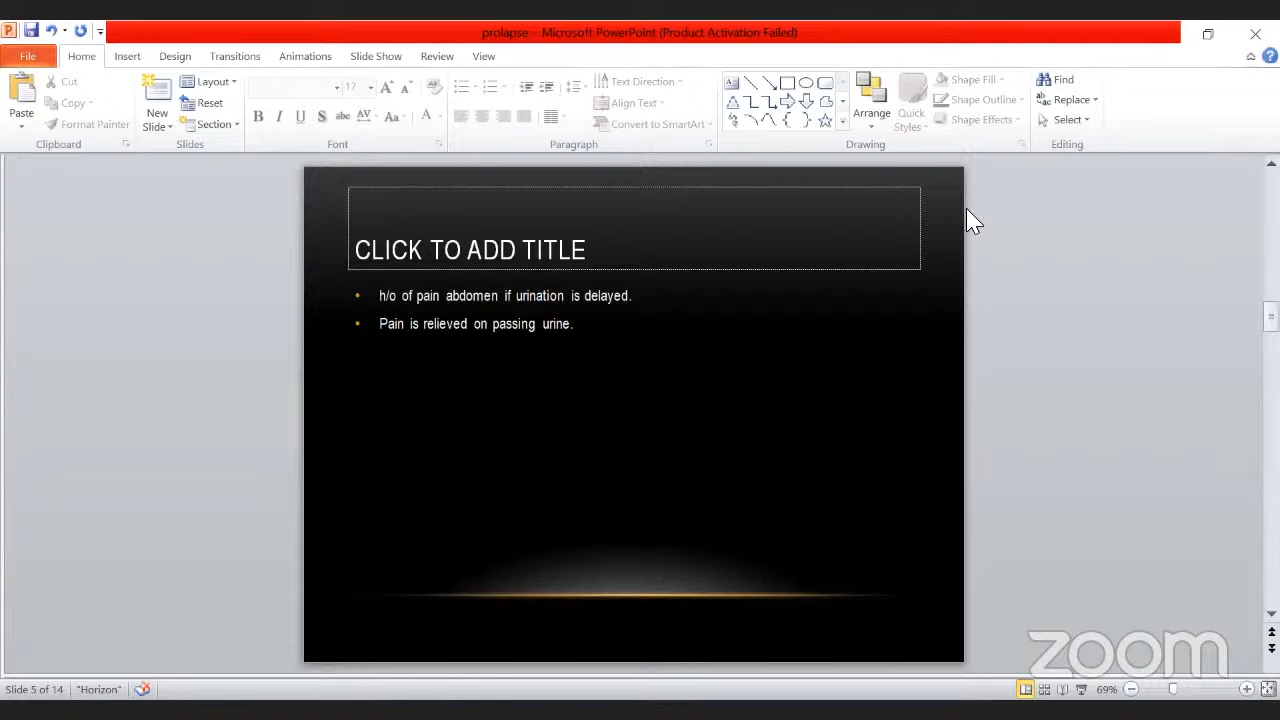 prolapse - Microsoft PowerPoint (Product Activation Failed)
File Home Insert Design Transitions Animations Slide Show Review View
Paste
Cut
Copy
Format Painter
Clipboard
New Slide
Layout
Reset
Section
Slides
17
Font
Text Direction
Align Text
Convert to SmartArt
Paragraph
Arrange
Quick Styles
Shape Fill
Shape Outline
Shape Effects
Drawing
Find
Replace
Select
Editing
CLICK TO ADD TITLE
• h/o of pain abdomen if urination is delayed.
• Pain is relieved on passing urine.
zoom
Slide 5 of 14 "Horizon" 69%